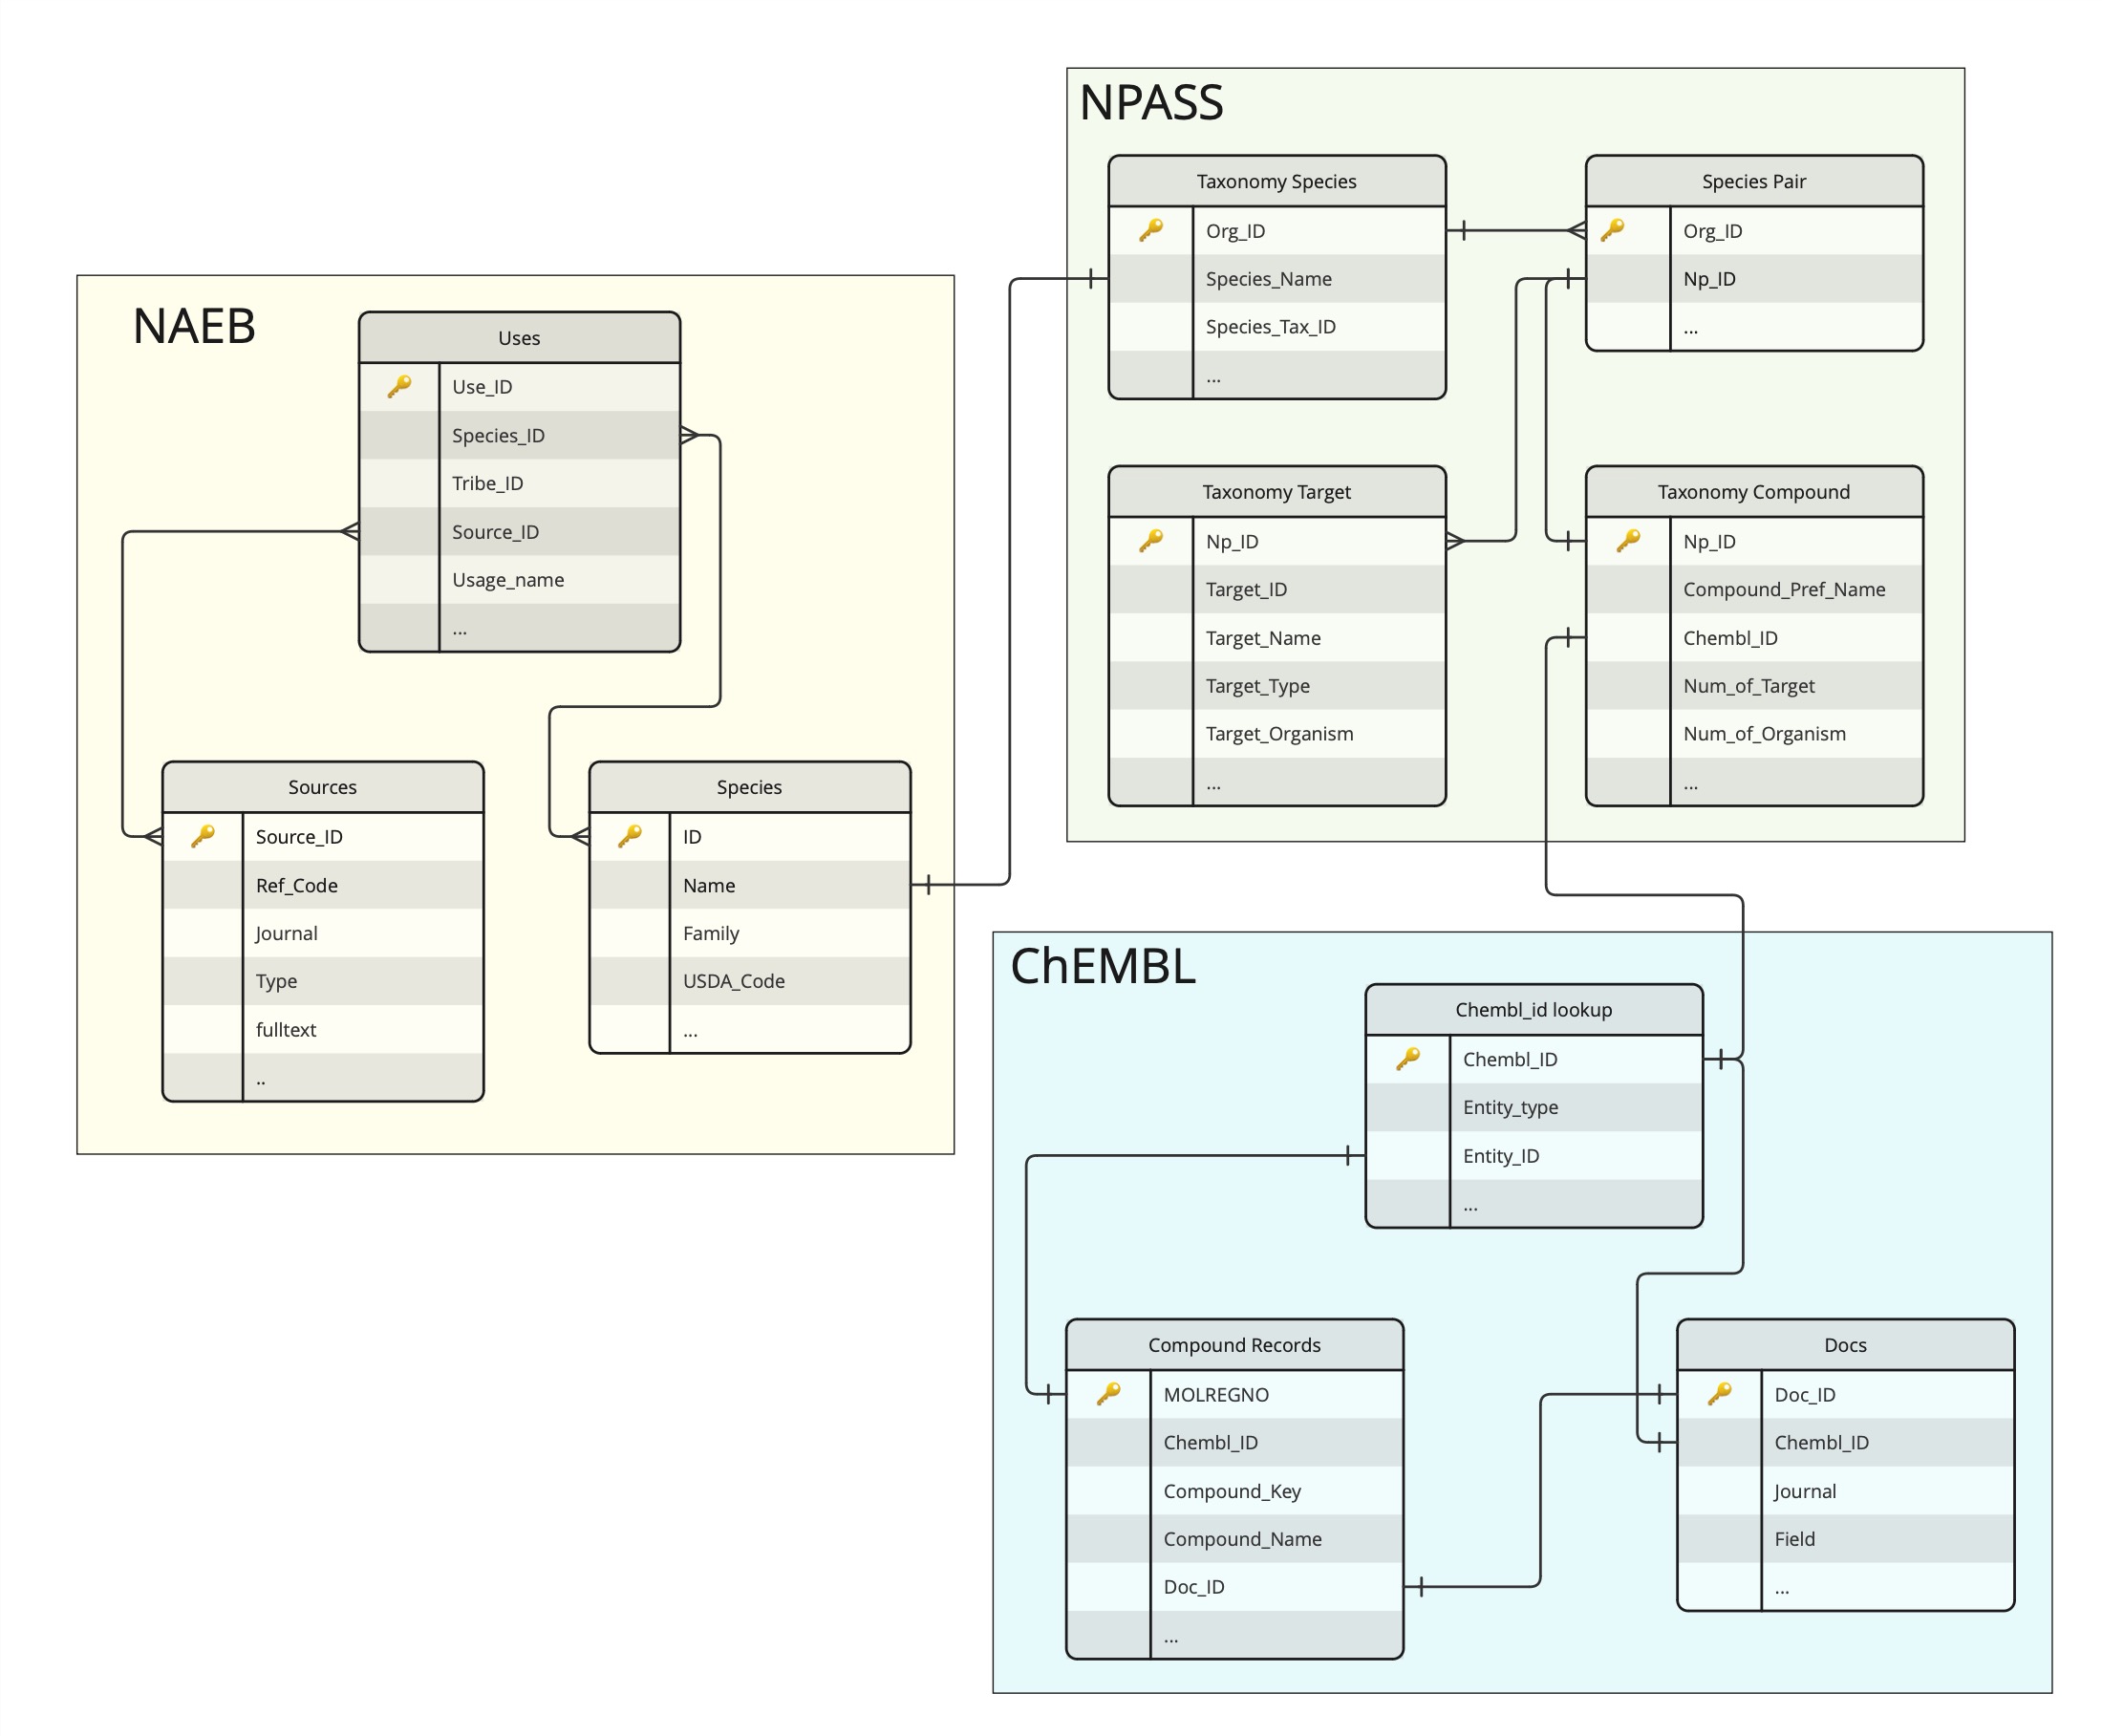 NPASS
Taxonomy Species
Org_ID
Species_Name
Species_Tax_ID
...
Species Pair
Org_ID
Np_ID
...
Taxonomy Target
Np_ID
Target_ID
Target_Name
Target_Type
Target_Organism
...
Taxonomy Compound
Np_ID
Compound_Pref_Name
Chembl_ID
Num_of_Target
Num_of_Organism
...
NAEB
Uses
Use_ID
Species_ID
Tribe_ID
Source_ID
Usage_name
...
Sources
Source_ID
Ref_Code
Journal
Type
fulltext
..
Species
ID
Name
Family
USDA_Code
...
ChEMBL
Chembl_id lookup
Chembl_ID
Entity_type
Entity_ID
...
Compound Records
MOLREGNO
Chembl_ID
Compound_Key
Compound_Name
Doc_ID
...
Docs
Doc_ID
Chembl_ID
Journal
Field
...